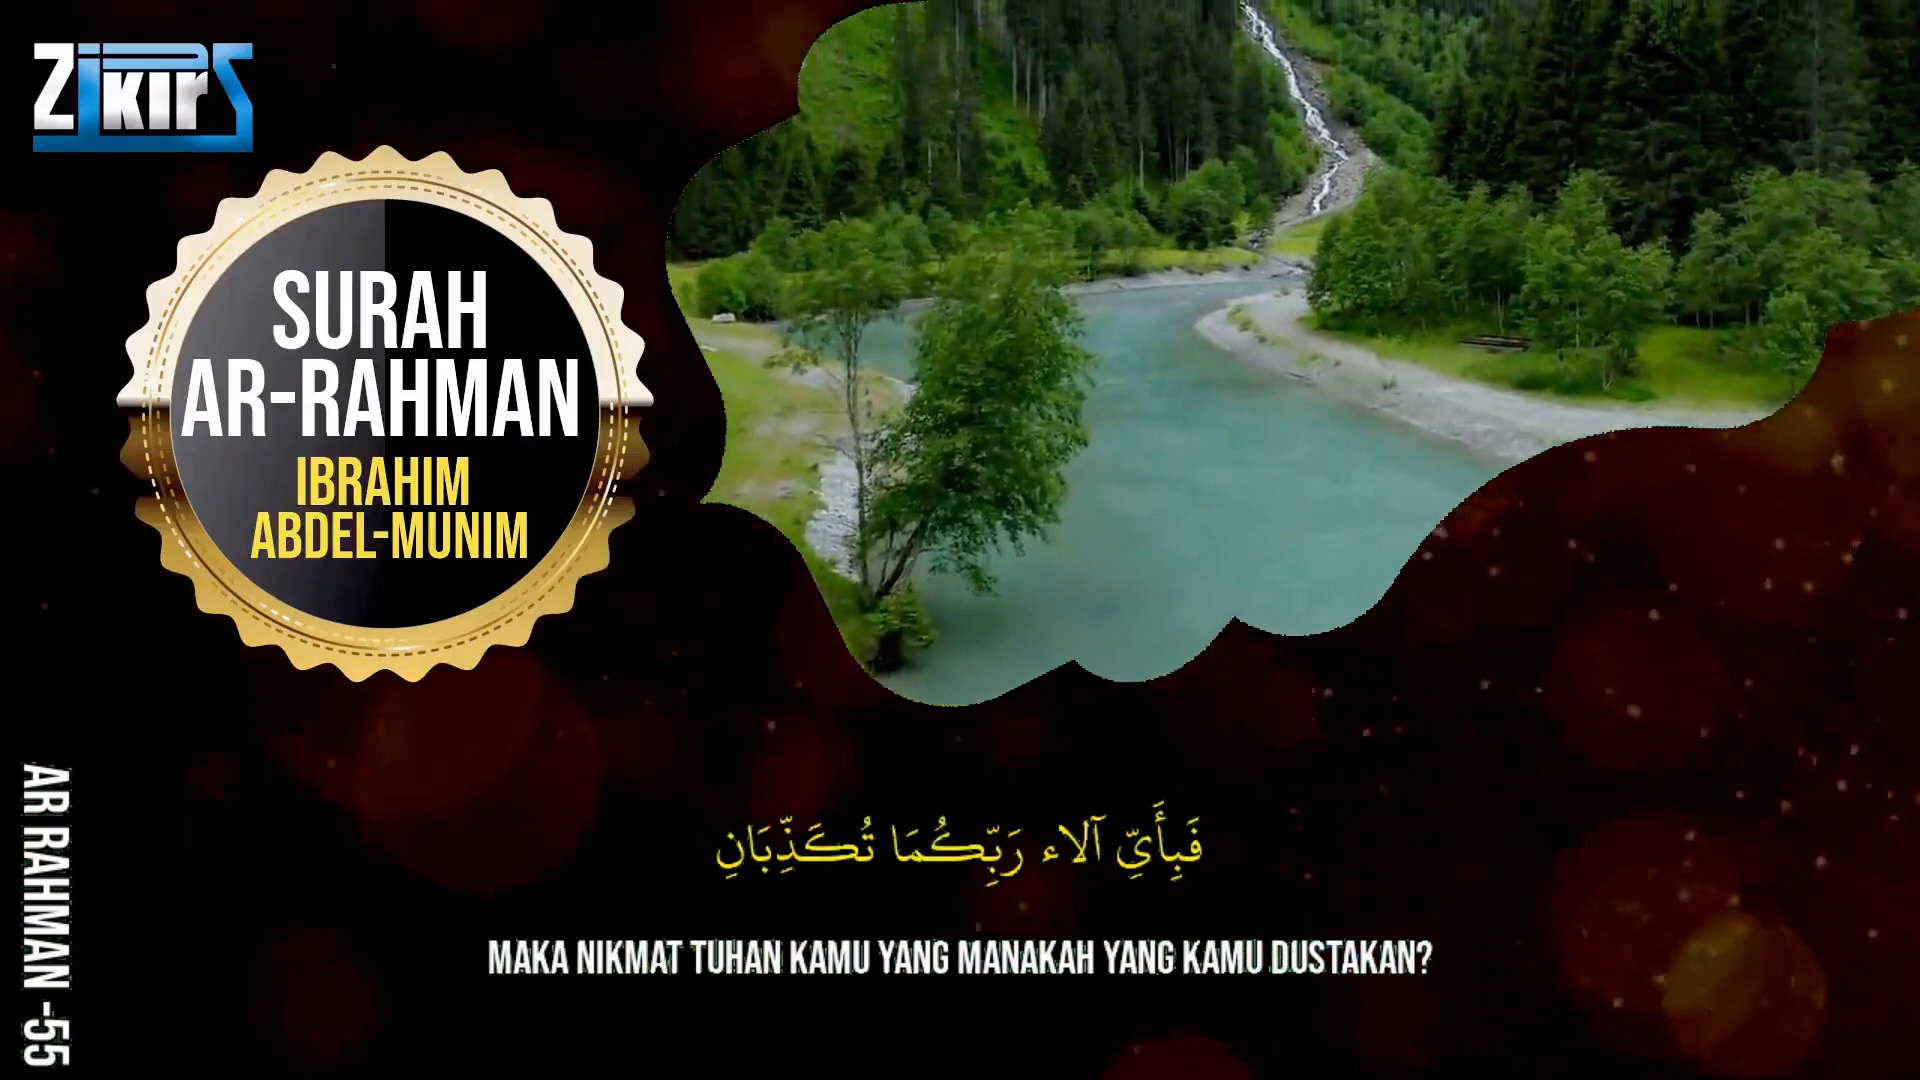 Zikir
SURAH
AR-RAHMAN
IBRAHIM
ABDEL-MUNIM
فَبِأَيِّ آلاء رَبِّكُمَا تُكَذِّبَانِ
MAKA NIKMAT TUHAN KAMU YANG MANAKAH YANG KAMU DUSTAKAN?
AR RAHMAN -55